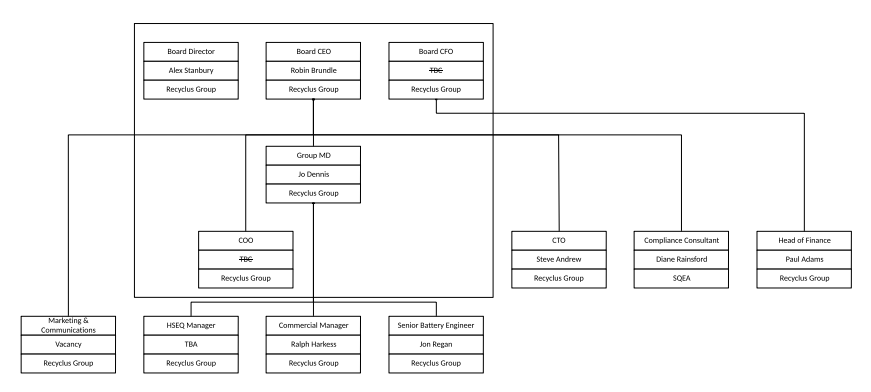 Board Director
Alex Stanbury
Recyclus Group
Board CEO
Robin Brundle
Recyclus Group
Board CFO
TBC
Recyclus Group
Group MD
Jo Dennis
Recyclus Group
COO
TBC
Recyclus Group
CTO
Steve Andrew
Recyclus Group
Compliance Consultant
Diane Rainsford
SQEA
Head of Finance
Paul Adams
Recyclus Group
Marketing &
Communications
Vacancy
Recyclus Group
HSEQ Manager
TBA
Recyclus Group
Commercial Manager
Ralph Harkess
Recyclus Group
Senior Battery Engineer
Jon Regan
Recyclus Group